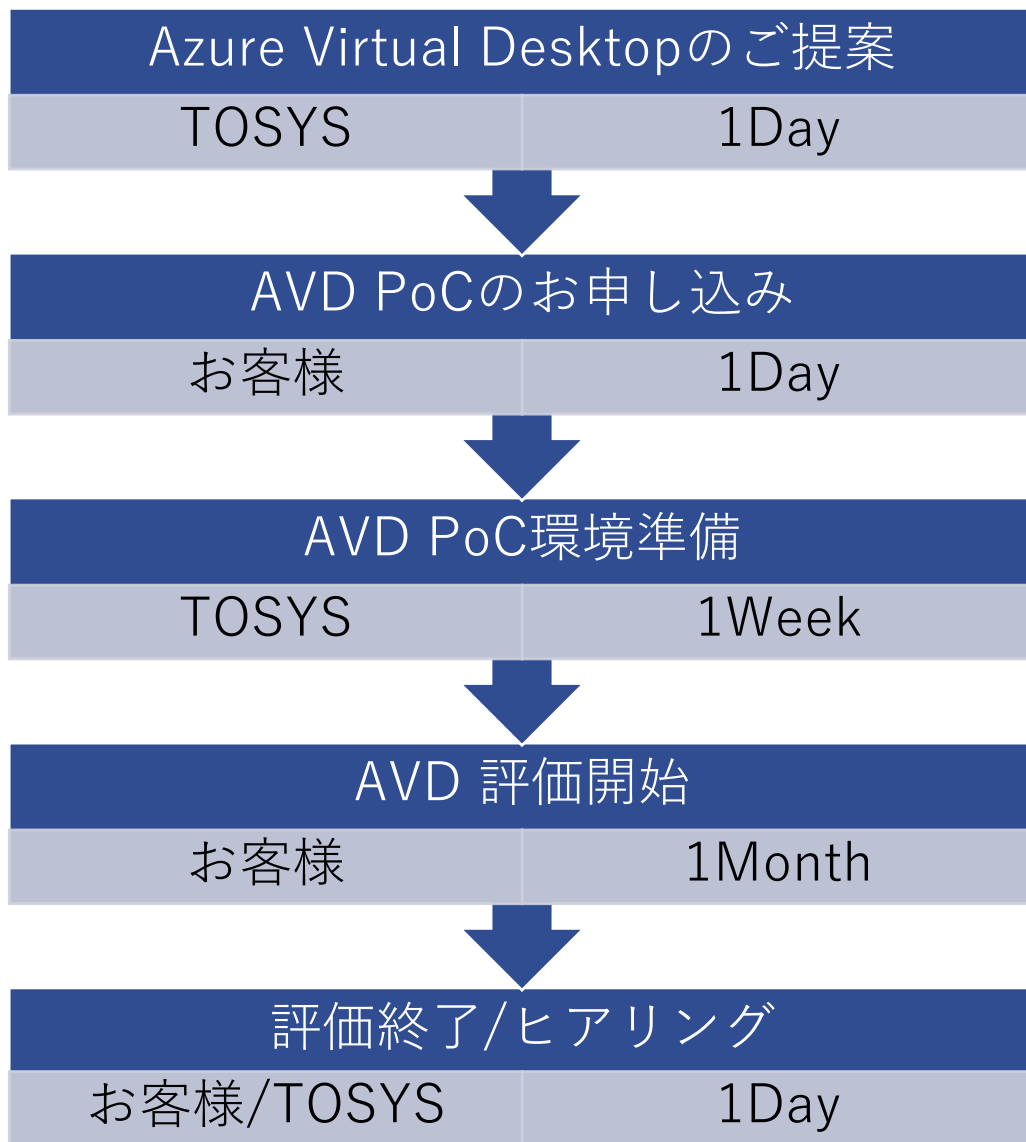 Azure Virtual Desktopのご提案
TOSYS 1Day
AVD PoCのお申し込み
お客様 1Day
AVD PoC環境準備
TOSYS 1Week
AVD 評価開始
お客様 1Month
評価終了/ヒアリング
お客様/TOSYS 1Day